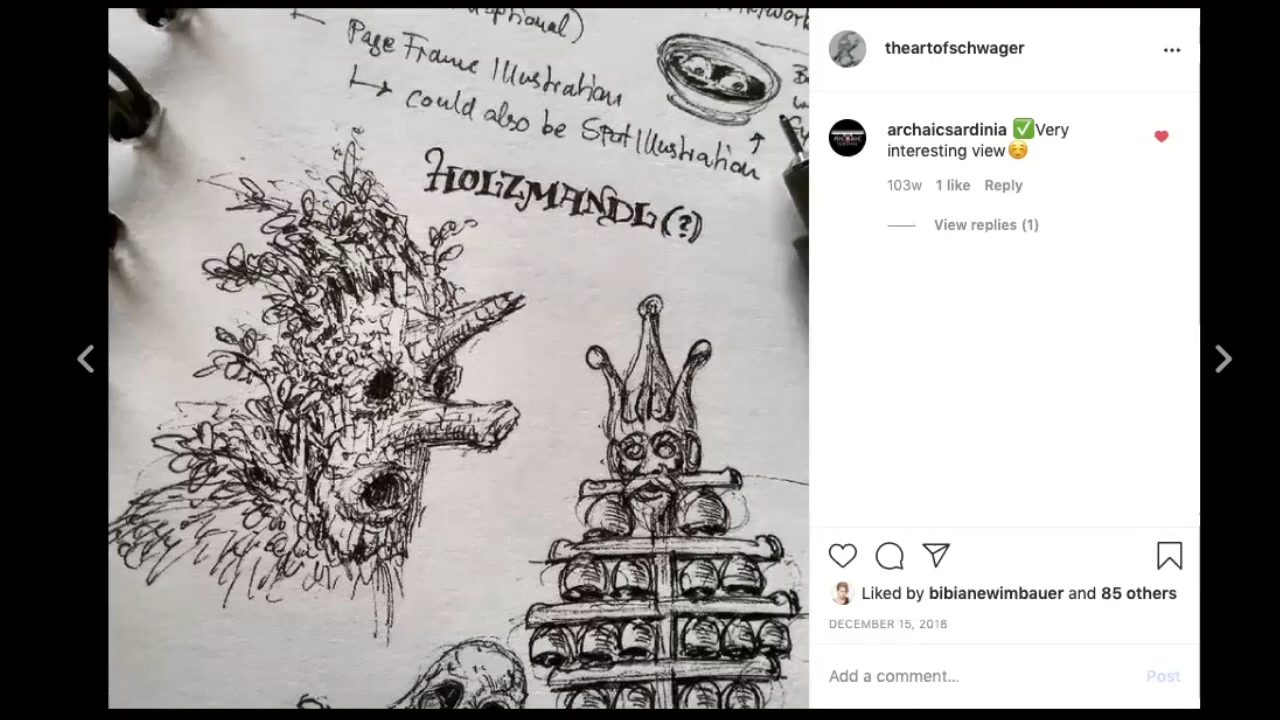 optional)
Page Frame Illustration
↳ could also be Spot Illustration
HOLZMANDL (?)
theartofschwager
archaicsardinia ✅Very
interesting view☺️
103w 1 like Reply
View replies (1)
Liked by bibianewimbauer and 85 others
DECEMBER 15, 2018
Add a comment... Post